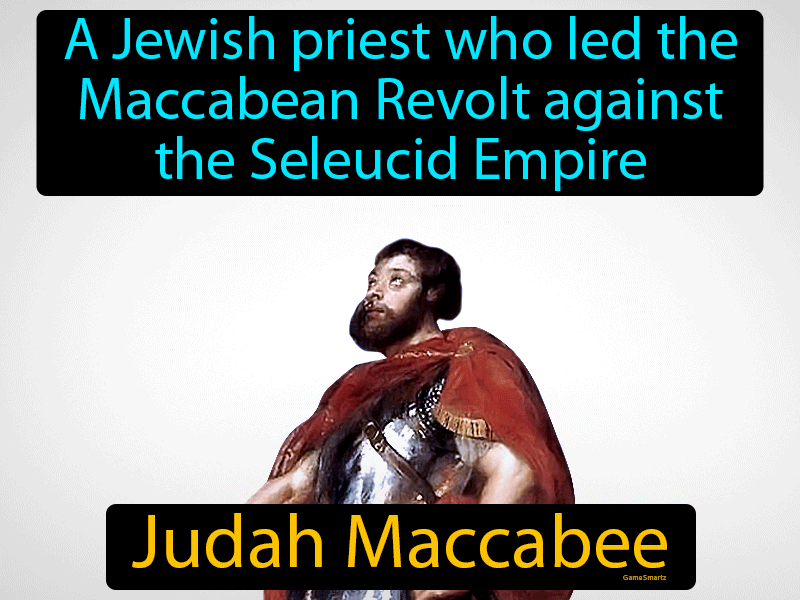 A Jewish priest who led the
Maccabean Revolt against
the Seleucid Empire
Judah Maccabee
GameSmartz